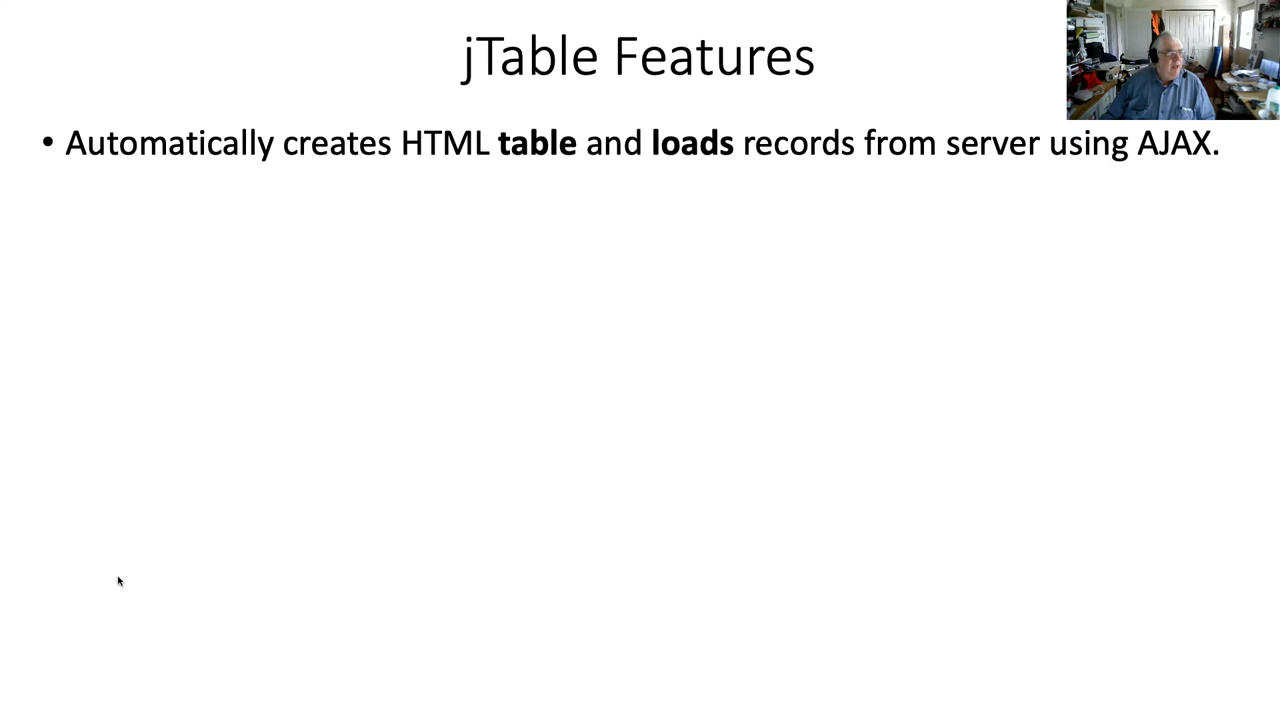 jTable Features
• Automatically creates HTML table and loads records from server using AJAX.